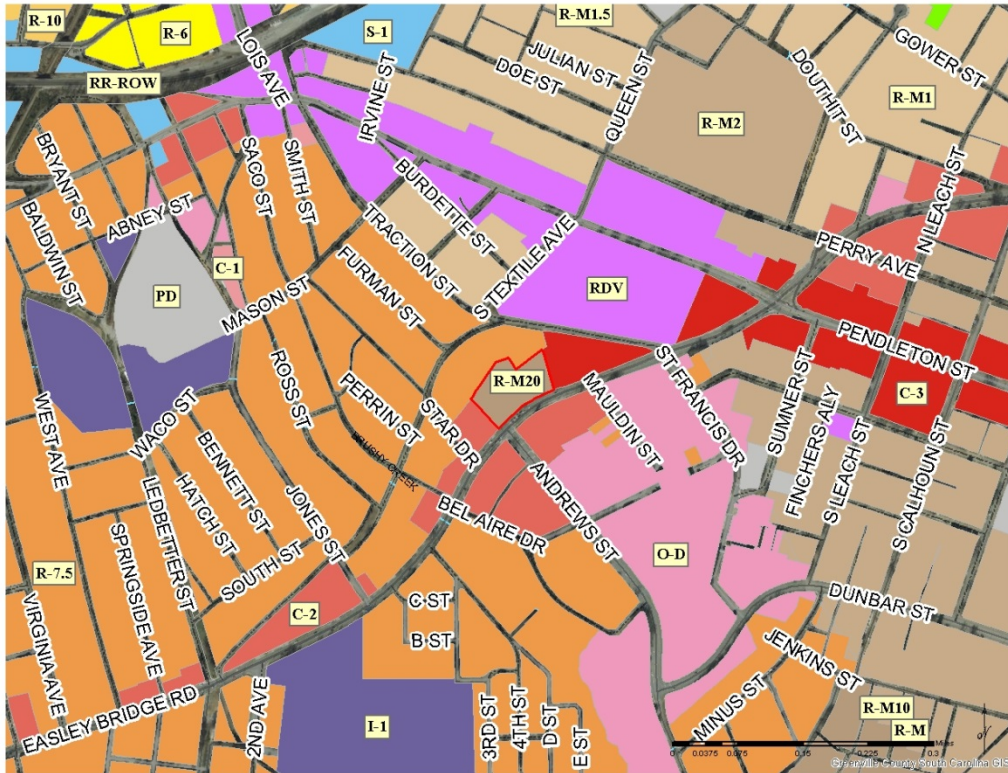 R-10
R-6
S-1
R-M1.5
GOWER ST
LOIS AVE
JULIAN ST
DOE ST
DOUTHIT ST
RR-ROW
IRVINE ST
QUEEN ST
R-M2
R-M1
BRYANT ST
SACO ST
SMITH ST
N LEACH ST
BALDWIN ST
ABNEY ST
BURDETTE ST
TRACTION ST
S TEXTILE AVE
PERRY AVE
C-1
FURMAN ST
PD
MASON ST
RDV
PENDLETON ST
ROSS ST
R-M20
MAULDIN ST
ST FRANCIS DR
SUMNER ST
C-3
WEST AVE
WACO ST
PERRIN ST
STAR DR
FINCHERS ALY
S LEACH ST
S CALHOUN ST
BRUSHY CREEK
BENNETT ST
HATCH ST
LEDBETTER ST
JONES ST
BEL AIRE DR
ANDREWS ST
SPRINGSIDE AVE
SOUTH ST
O-D
R-7.5
VIRGINIA AVE
C-2
C ST
B ST
DUNBAR ST
JENKINS ST
EASLEY BRIDGE RD
2ND AVE
I-1
3RD ST
4TH ST
D ST
E ST
MINUS ST
R-M10
R-M
0 0.0375 0.075 0.15 0.225 0.3
Miles
Greenville County South Carolina GIS